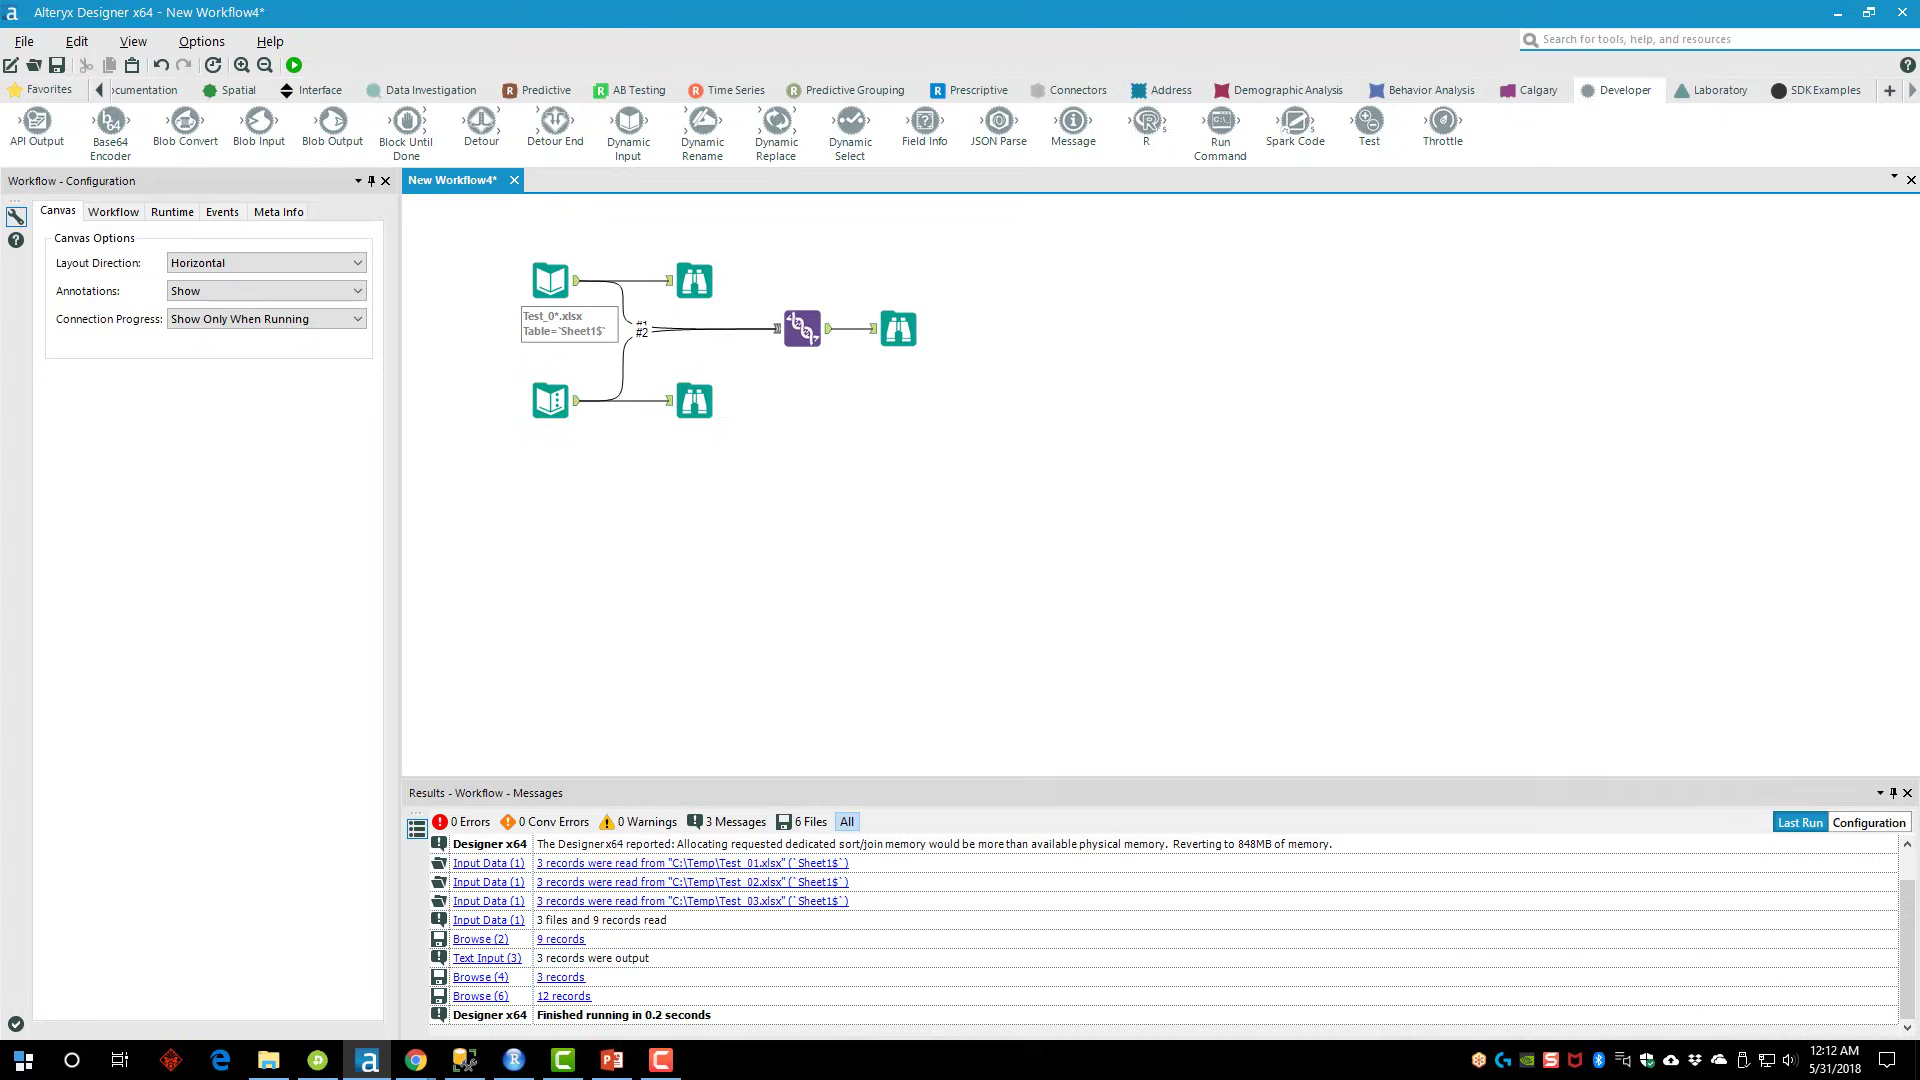 Alteryx Designer x64 - New Workflow4*
File Edit View Options Help
Search for tools, help, and resources
Favorites ocumentation Spatial Interface Data Investigation Predictive AB Testing Time Series Predictive Grouping Prescriptive Connectors Address Demographic Analysis Behavior Analysis Calgary Developer Laboratory SDK Examples
API Output Base64 Encoder Blob Convert Blob Input Blob Output Block Until Done Detour Detour End Dynamic Input Dynamic Rename Dynamic Replace Dynamic Select Field Info JSON Parse Message R Run Command Spark Code Test Throttle
Workflow - Configuration
New Workflow4*
Canvas Workflow Runtime Events Meta Info
Canvas Options
Layout Direction: Horizontal
Annotations: Show
Connection Progress: Show Only When Running
Test_0*.xlsx
Table=`Sheet1$`
#1
#2
Results - Workflow - Messages
0 Errors 0 Conv Errors 0 Warnings 3 Messages 6 Files All Last Run Configuration
Designer x64 The Designer x64 reported: Allocating requested dedicated sort/join memory would be more than available physical memory. Reverting to 848MB of memory.
Input Data (1) 3 records were read from "C:\Temp\Test_01.xlsx" (`Sheet1$`)
Input Data (1) 3 records were read from "C:\Temp\Test_02.xlsx" (`Sheet1$`)
Input Data (1) 3 records were read from "C:\Temp\Test_03.xlsx" (`Sheet1$`)
Input Data (1) 3 files and 9 records read
Browse (2) 9 records
Text Input (3) 3 records were output
Browse (4) 3 records
Browse (6) 12 records
Designer x64 Finished running in 0.2 seconds
12:12 AM
5/31/2018